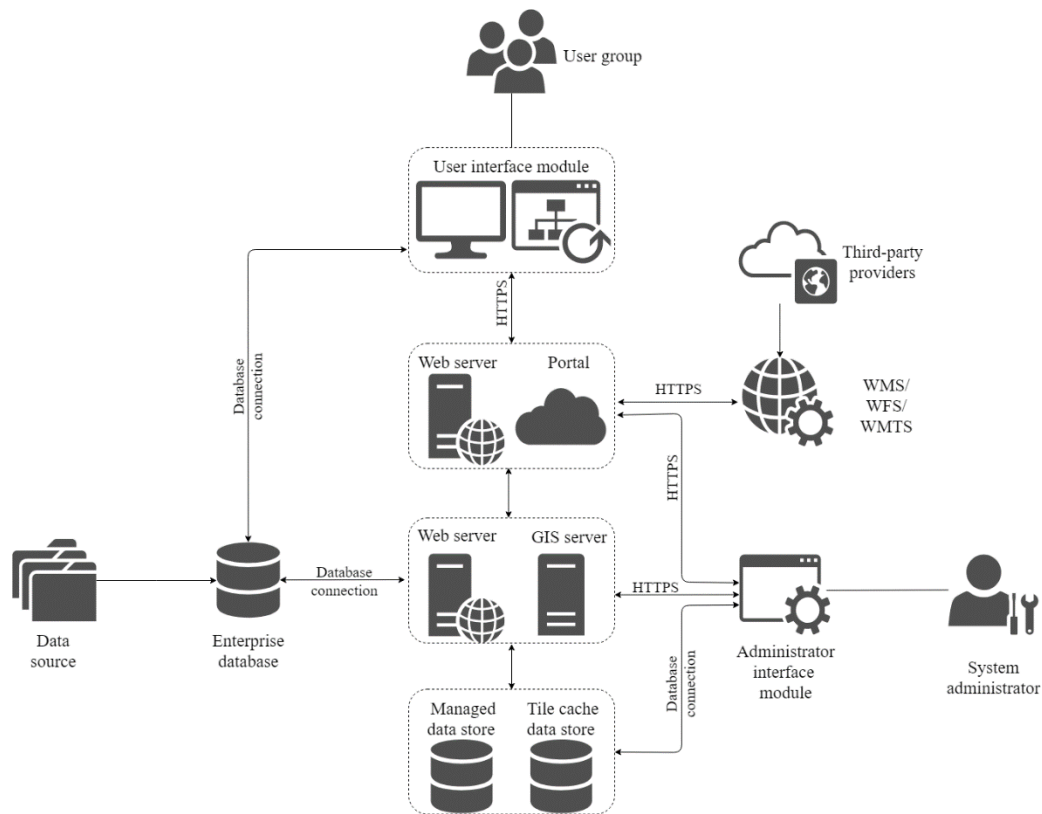 User group
User interface module
HTTPS
Third-party
providers
Database
connection
Web server
Portal
HTTPS
WMS/
WFS/
WMTS
HTTPS
Web server
GIS server
Database
connection
HTTPS
Data
source
Enterprise
database
Administrator
interface
module
System
administrator
Database
connection
Managed
data store
Tile cache
data store